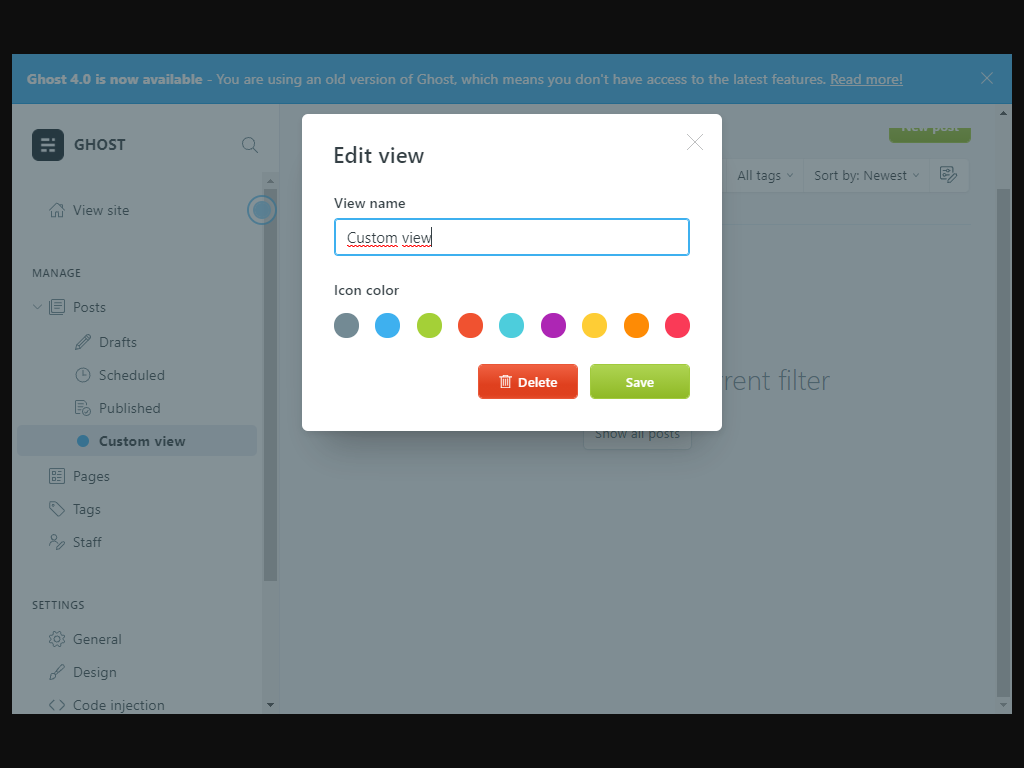 Ghost 4.0 is now available - You are using an old version of Ghost, which means you don't have access to the latest features. Read more!
GHOST
View site
MANAGE
Posts
Drafts
Scheduled
Published
Custom view
Pages
Tags
Staff
SETTINGS
General
Design
Code injection
New post
All tags
Sort by: Newest
Edit view
View name
Custom view
Icon color
Delete
Save
filter
Show all posts